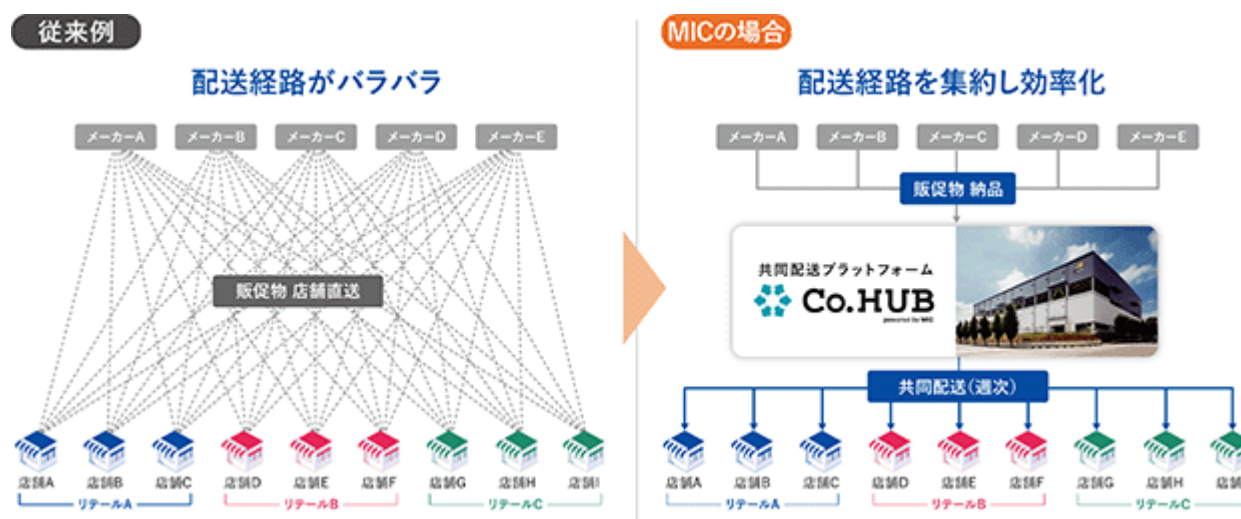 従来例
配送経路がバラバラ
メーカーA メーカーB メーカーC メーカーD メーカーE
販促物 店舗直送
店舗A 店舗B 店舗C 店舗D 店舗E 店舗F 店舗G 店舗H 店舗I
リテールA リテールB リテールC
MICの場合
配送経路を集約し効率化
メーカーA メーカーB メーカーC メーカーD メーカーE
販促物 納品
共同配送プラットフォーム
Co.HUB
powered by MIC
共同配送(週次)
店舗A 店舗B 店舗C 店舗D 店舗E 店舗F 店舗G 店舗H 店舗
リテールA リテールB リテールC